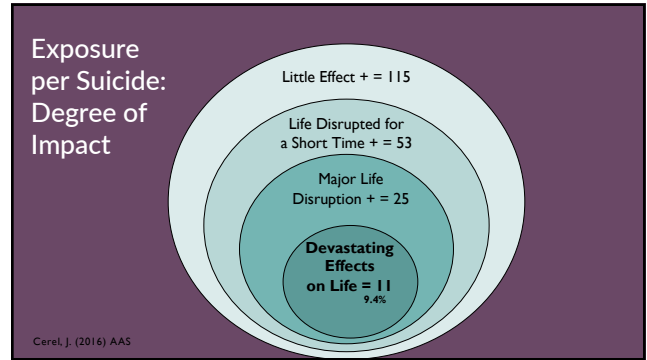 Exposure
per Suicide:
Degree of
Impact
Little Effect + = 115
Life Disrupted for
a Short Time + = 53
Major Life
Disruption + = 25
Devastating
Effects
on Life = 11
9.4%
Cerel, J. (2016) AAS